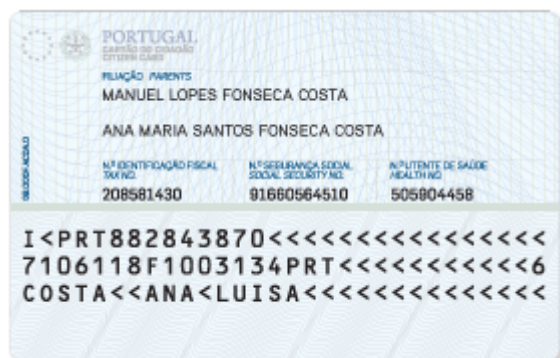 PORTUGAL
CARTÃO DE CIDADÃO
CITIZEN CARD
FILIAÇÃO PARENTS
MANUEL LOPES FONSECA COSTA
ANA MARIA SANTOS FONSECA COSTA
N.º IDENTIFICAÇÃO FISCAL N.º SEGURANÇA SOCIAL N.º UTENTE DE SAÚDE
TAX NO. SOCIAL SECURITY NO. HEALTH NO.
208581430 91660564510 505904458
I<PRT882843870<<<<<<<<<<<<<<<
7106118F1003134PRT<<<<<<<<<<<6
COSTA<<ANA<LUISA<<<<<<<<<<<<<<